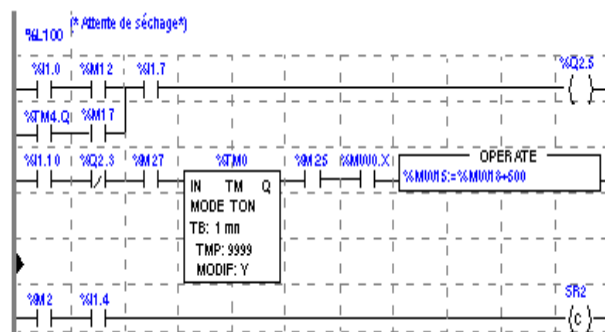 %L100 (* Attente de séchage*)
%I1.0 %M12 %I1.7 %Q2.5
%TM4.Q %M17
%I1.10 %Q2.3 %M27 %TM0 %M25 %MW0.X OPERATE
IN TM Q %MW15:=%MW18+500
MODE TON
TB: 1 mn
TMP: 9999
MODIF: Y
%M2 %I1.4 SR2
C